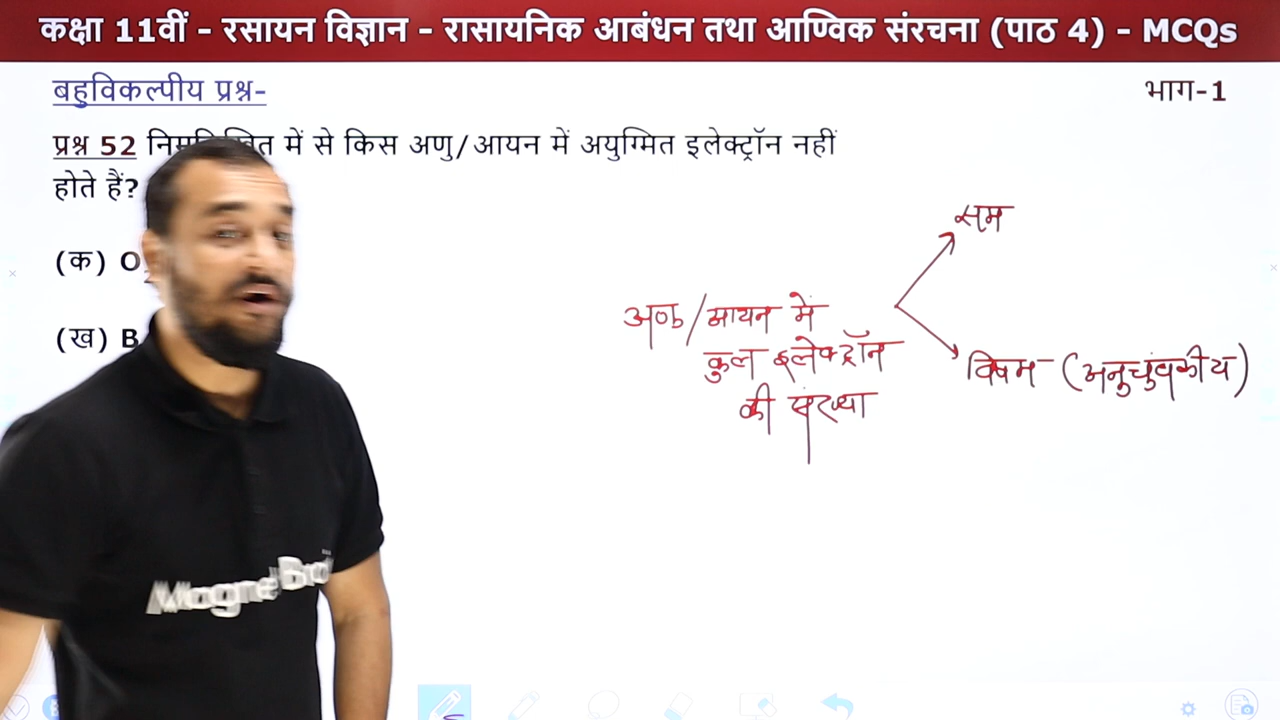 कक्षा 11वीं - रसायन विज्ञान - रासायनिक आबंधन तथा आण्विक संरचना (पाठ 4) - MCQs
बहुविकल्पीय प्रश्न-
भाग-1
प्रश्न 52 में से किस अणु/आयन में अयुग्मित इलेक्ट्रॉन नहीं
होते हैं?
(क) O
(ख) B
सम
अणु/आयन में
कुल इलेक्ट्रॉन
की संख्या
विषम - (अनुचुंबकीय)